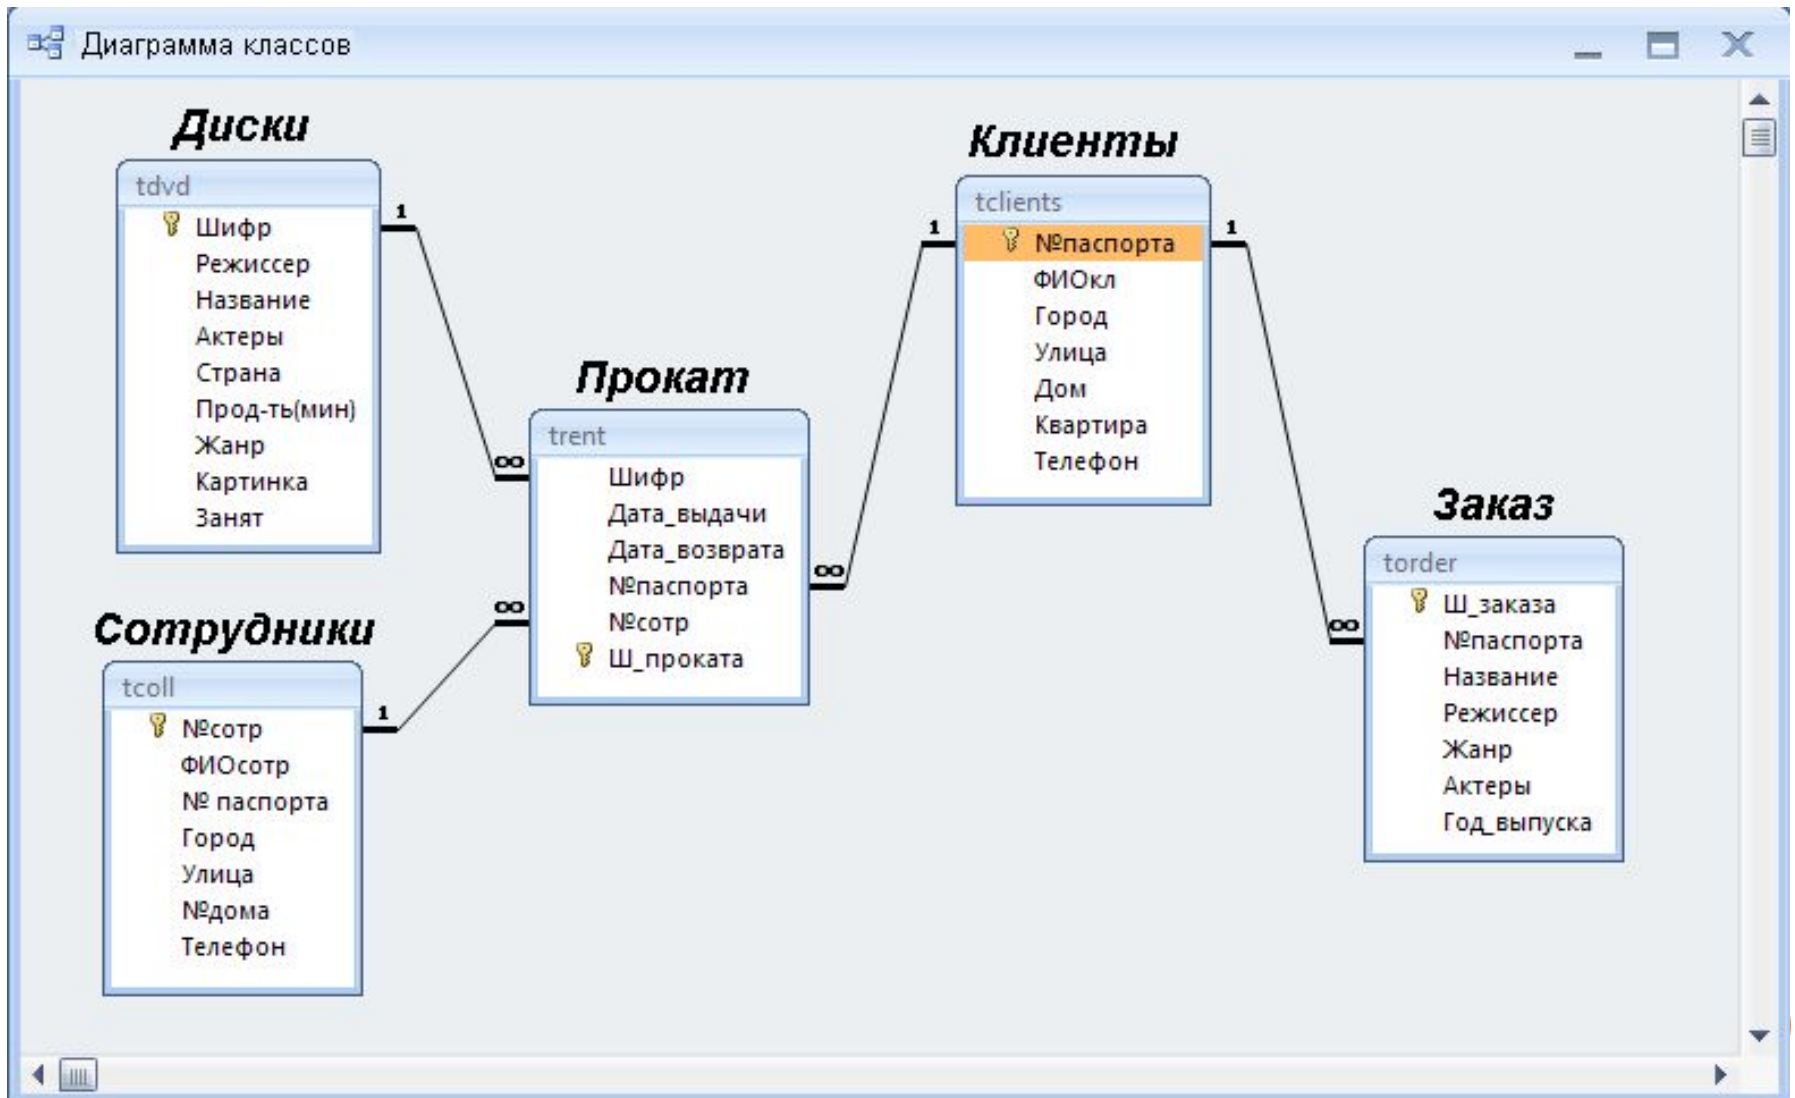 Диаграмма классов
Диски
tdvd
Шифр
Режиссер
Название
Актеры
Страна
Прод-ть(мин)
Жанр
Картинка
Занят
1
∞
Сотрудники
tcoll
№сотр
ФИОсотр
№ паспорта
Город
Улица
№дома
Телефон
1
∞
Прокат
trent
Шифр
Дата_выдачи
Дата_возврата
№паспорта
№сотр
Ш_проката
∞
1
Клиенты
tclients
№паспорта
ФИОкл
Город
Улица
Дом
Квартира
Телефон
1
∞
Заказ
torder
Ш_заказа
№паспорта
Название
Режиссер
Жанр
Актеры
Год_выпуска